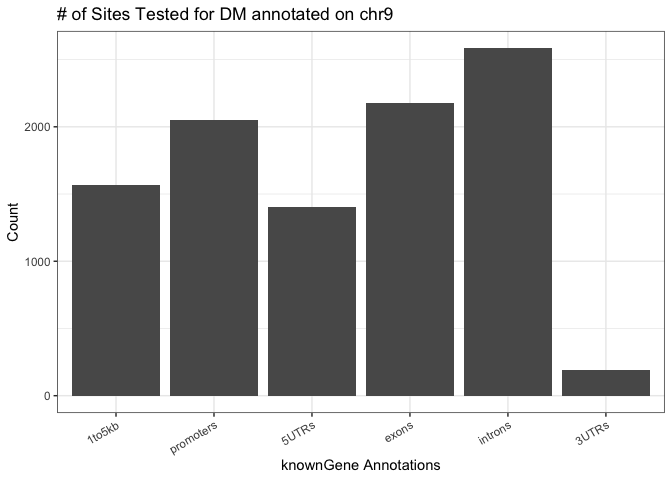 # of Sites Tested for DM annotated on chr9
Count
2000
1000
0
1to5kb
promoters
5UTRs
exons
introns
3UTRs
knownGene Annotations